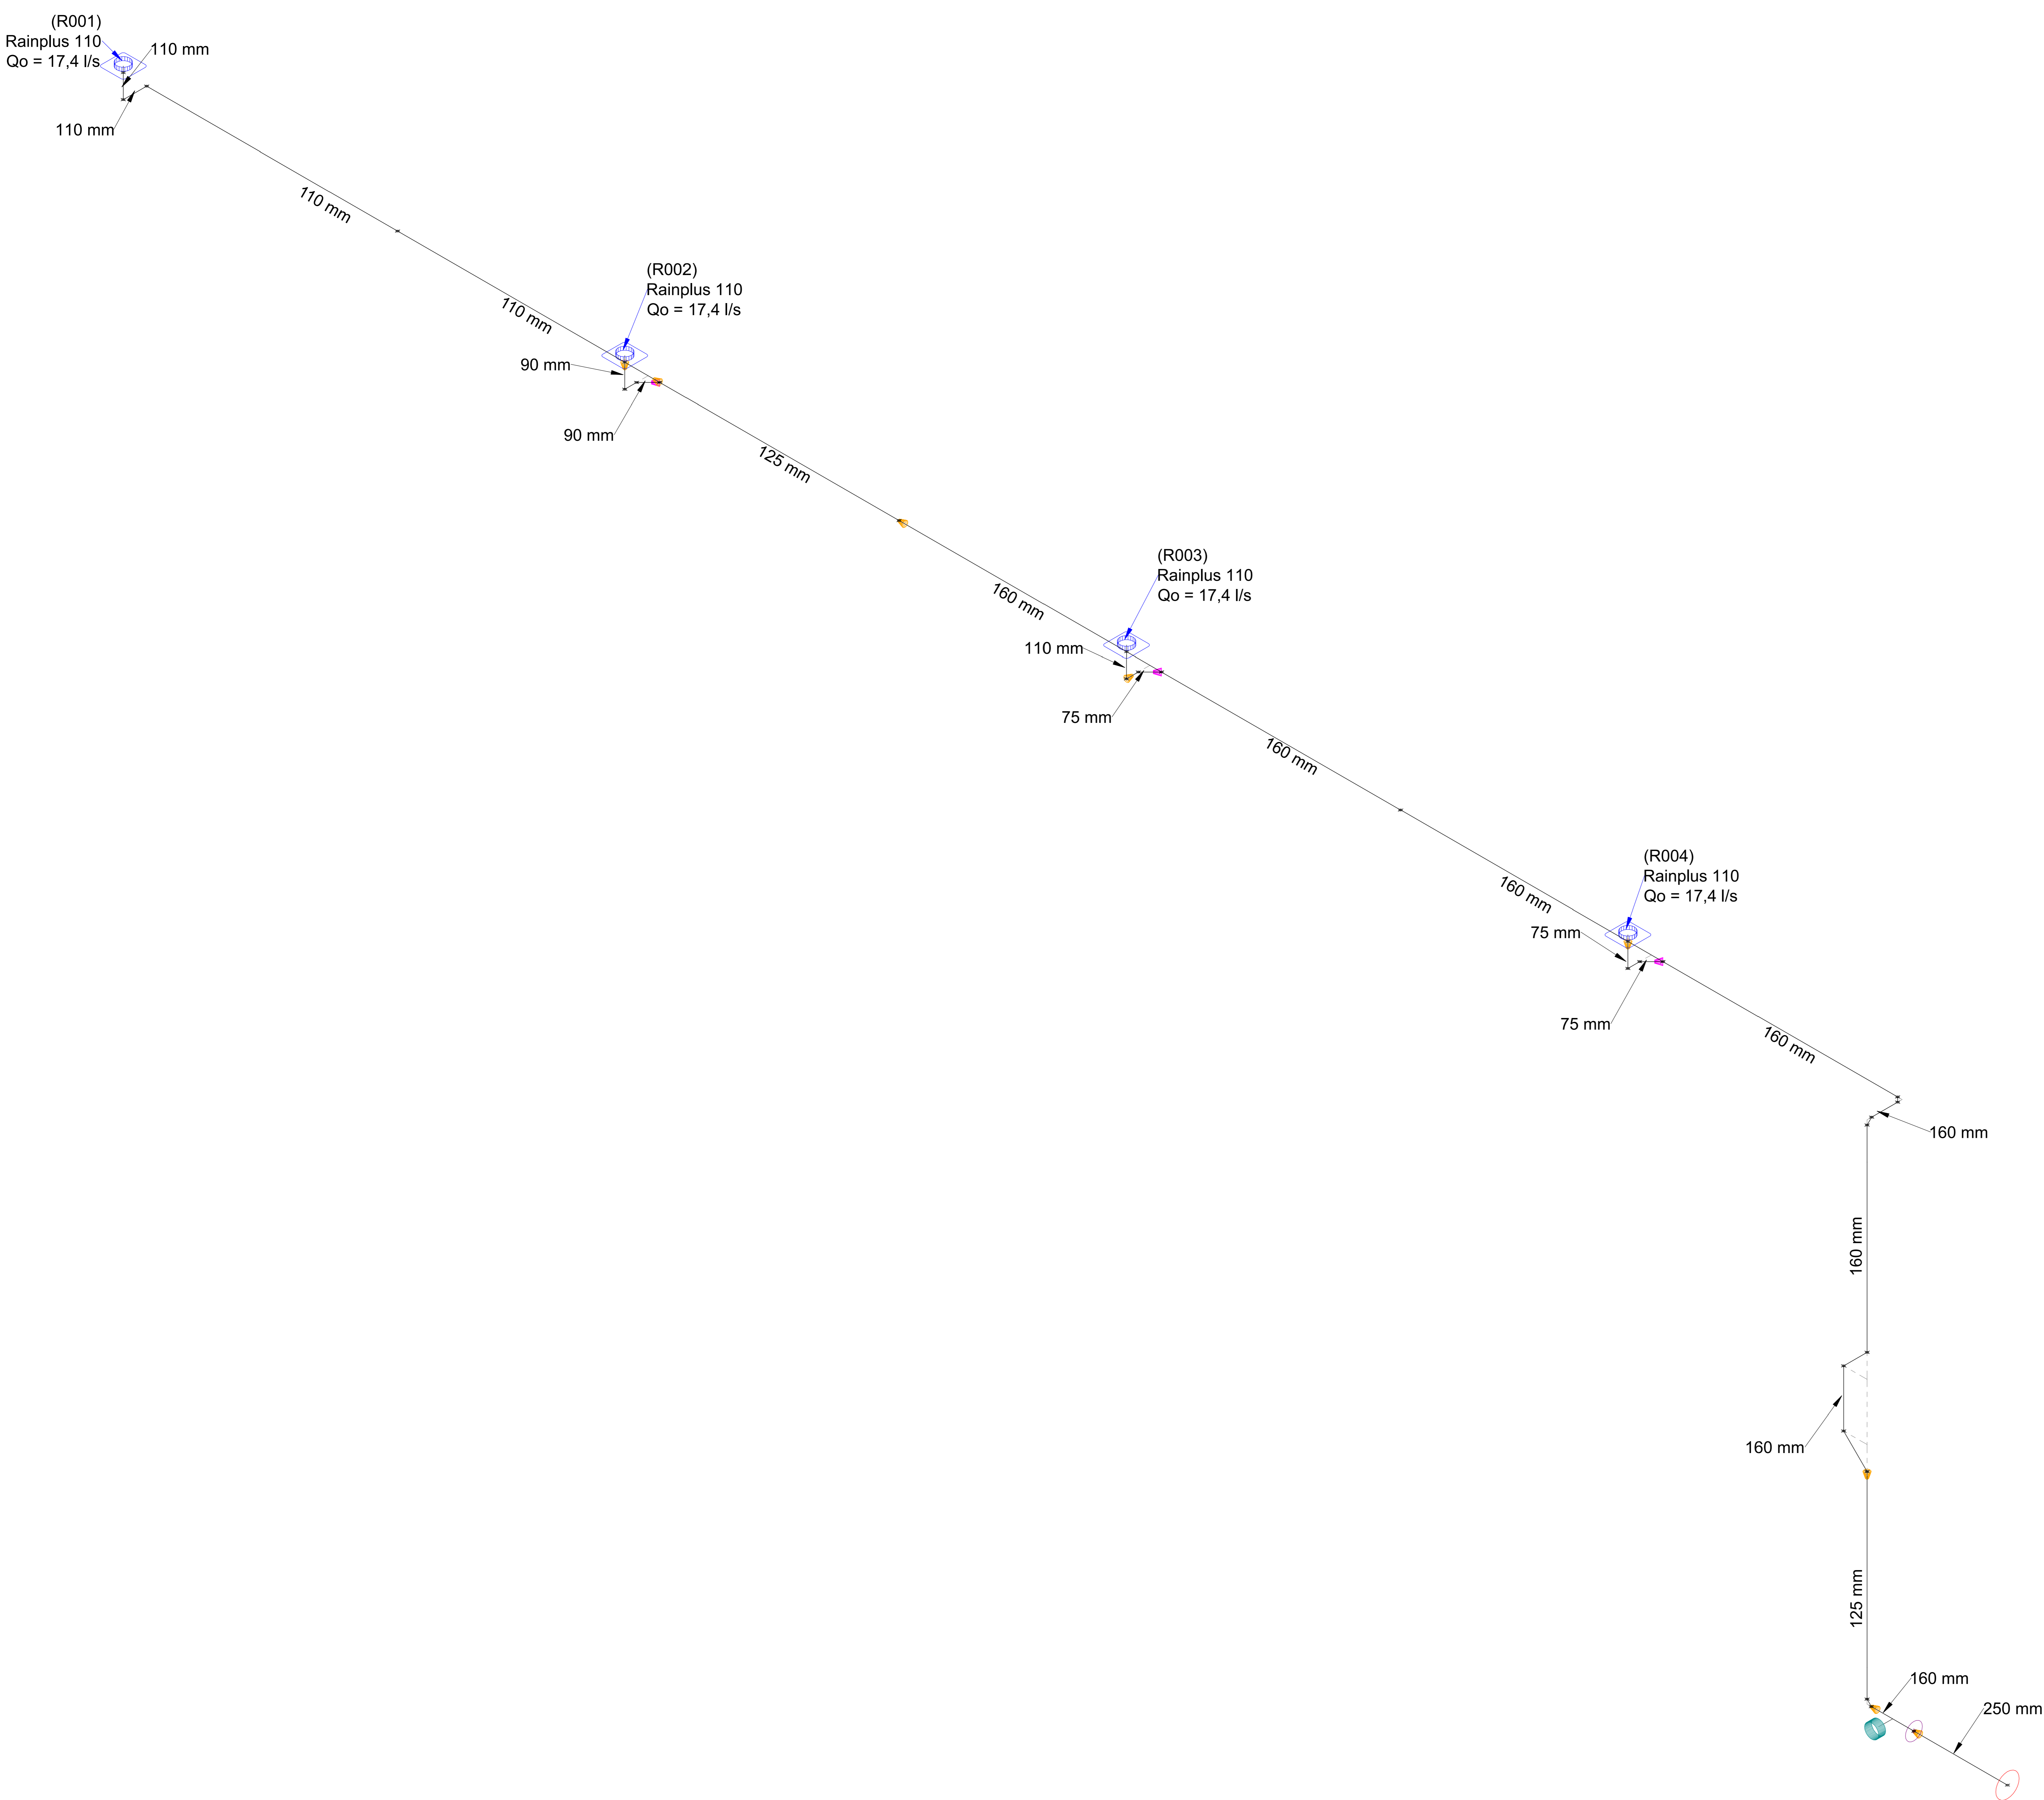 (R001)
Rainplus 110
Qo = 17,4 l/s
110 mm
110 mm
110 mm
110 mm
(R002)
Rainplus 110
Qo = 17,4 l/s
90 mm
90 mm
125 mm
160 mm
(R003)
Rainplus 110
Qo = 17,4 l/s
110 mm
75 mm
160 mm
160 mm
(R004)
Rainplus 110
Qo = 17,4 l/s
75 mm
75 mm
160 mm
160 mm
160 mm
160 mm
125 mm
160 mm
250 mm